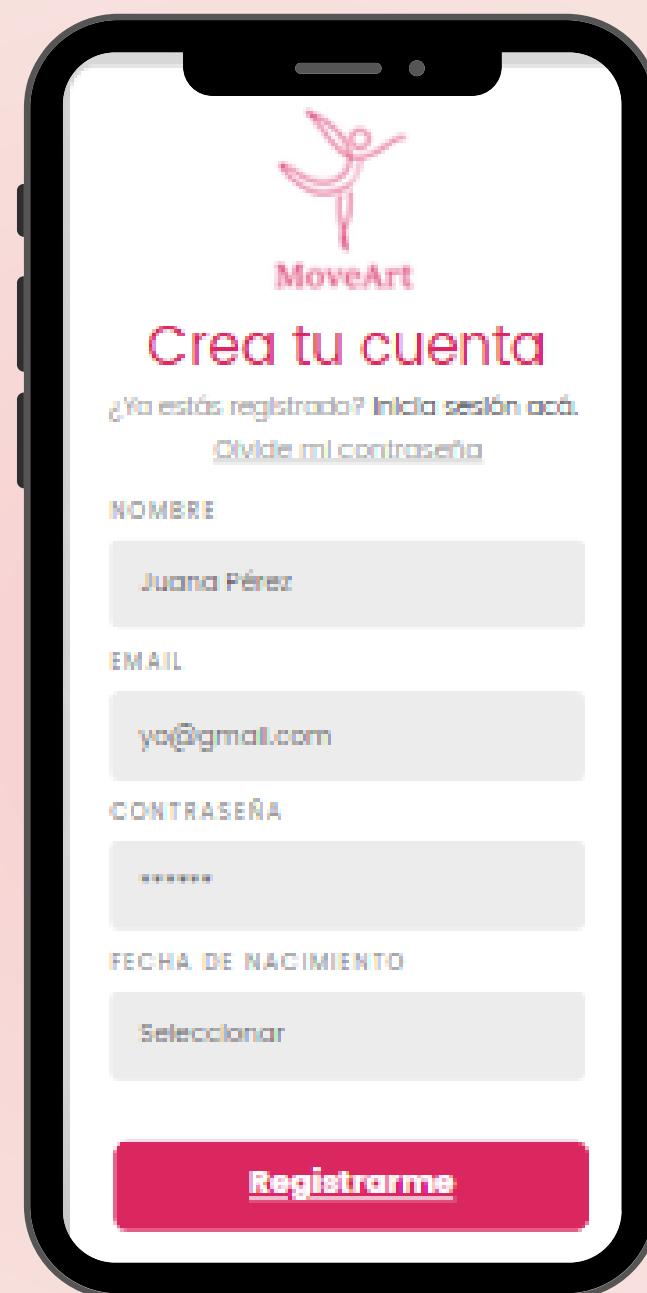 MoveArt
Crea tu cuenta
¿Ya estás registrado? Inicia sesión acá.
Olvide mi contraseña
NOMBRE
Juana Pérez
EMAIL
yo@gmail.com
CONTRASEÑA
******
FECHA DE NACIMIENTO
Seleccionar
Registrarme